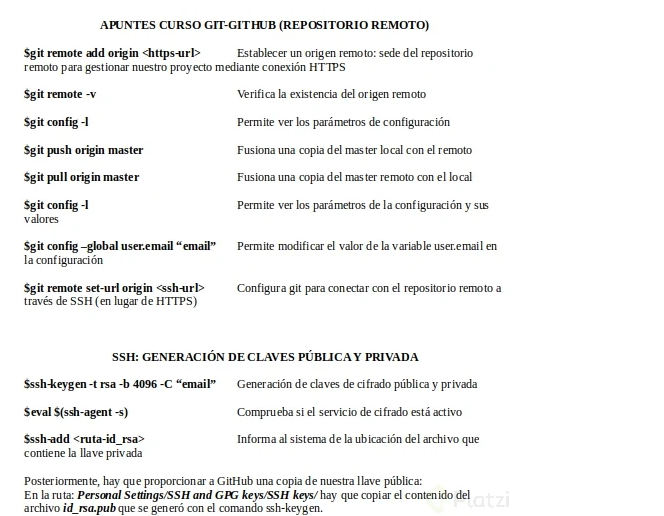 APUNTES CURSO GIT-GITHUB (REPOSITORIO REMOTO)
$git remote add origin <https-url> Establecer un origen remoto: sede del repositorio
remoto para gestionar nuestro proyecto mediante conexión HTTPS
$git remote -v Verifica la existencia del origen remoto
$git config -l Permite ver los parámetros de configuración
$git push origin master Fusiona una copia del master local con el remoto
$git pull origin master Fusiona una copia del master remoto con el local
$git config -l Permite ver los parámetros de la configuración y sus
valores
$git config –global user.email “email” Permite modificar el valor de la variable user.email en
la configuración
$git remote set-url origin <ssh-url> Configura git para conectar con el repositorio remoto a
través de SSH (en lugar de HTTPS)
SSH: GENERACIÓN DE CLAVES PÚBLICA Y PRIVADA
$ssh-keygen -t rsa -b 4096 -C “email” Generación de claves de cifrado pública y privada
$eval $(ssh-agent -s) Comprueba si el servicio de cifrado está activo
$ssh-add <ruta-id_rsa> Informa al sistema de la ubicación del archivo que
contiene la llave privada
Posteriormente, hay que proporcionar a GitHub una copia de nuestra llave pública:
En la ruta: Personal Settings/SSH and GPG keys/SSH keys/ hay que copiar el contenido del
archivo id_rsa.pub que se generó con el comando ssh-keygen.
Platzi